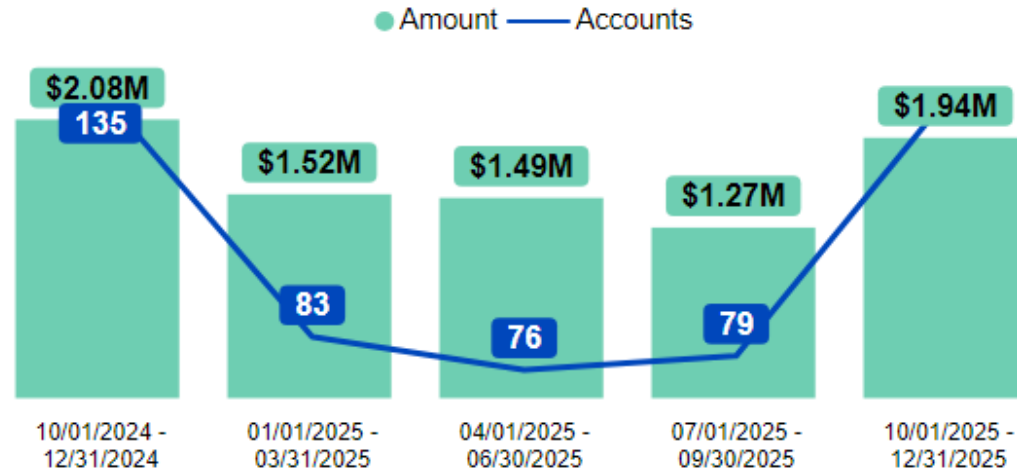 Amount Accounts
$2.08M
135
$1.52M
83
$1.49M
76
$1.27M
79
$1.94M
10/01/2024 -
12/31/2024
01/01/2025 -
03/31/2025
04/01/2025 -
06/30/2025
07/01/2025 -
09/30/2025
10/01/2025 -
12/31/2025